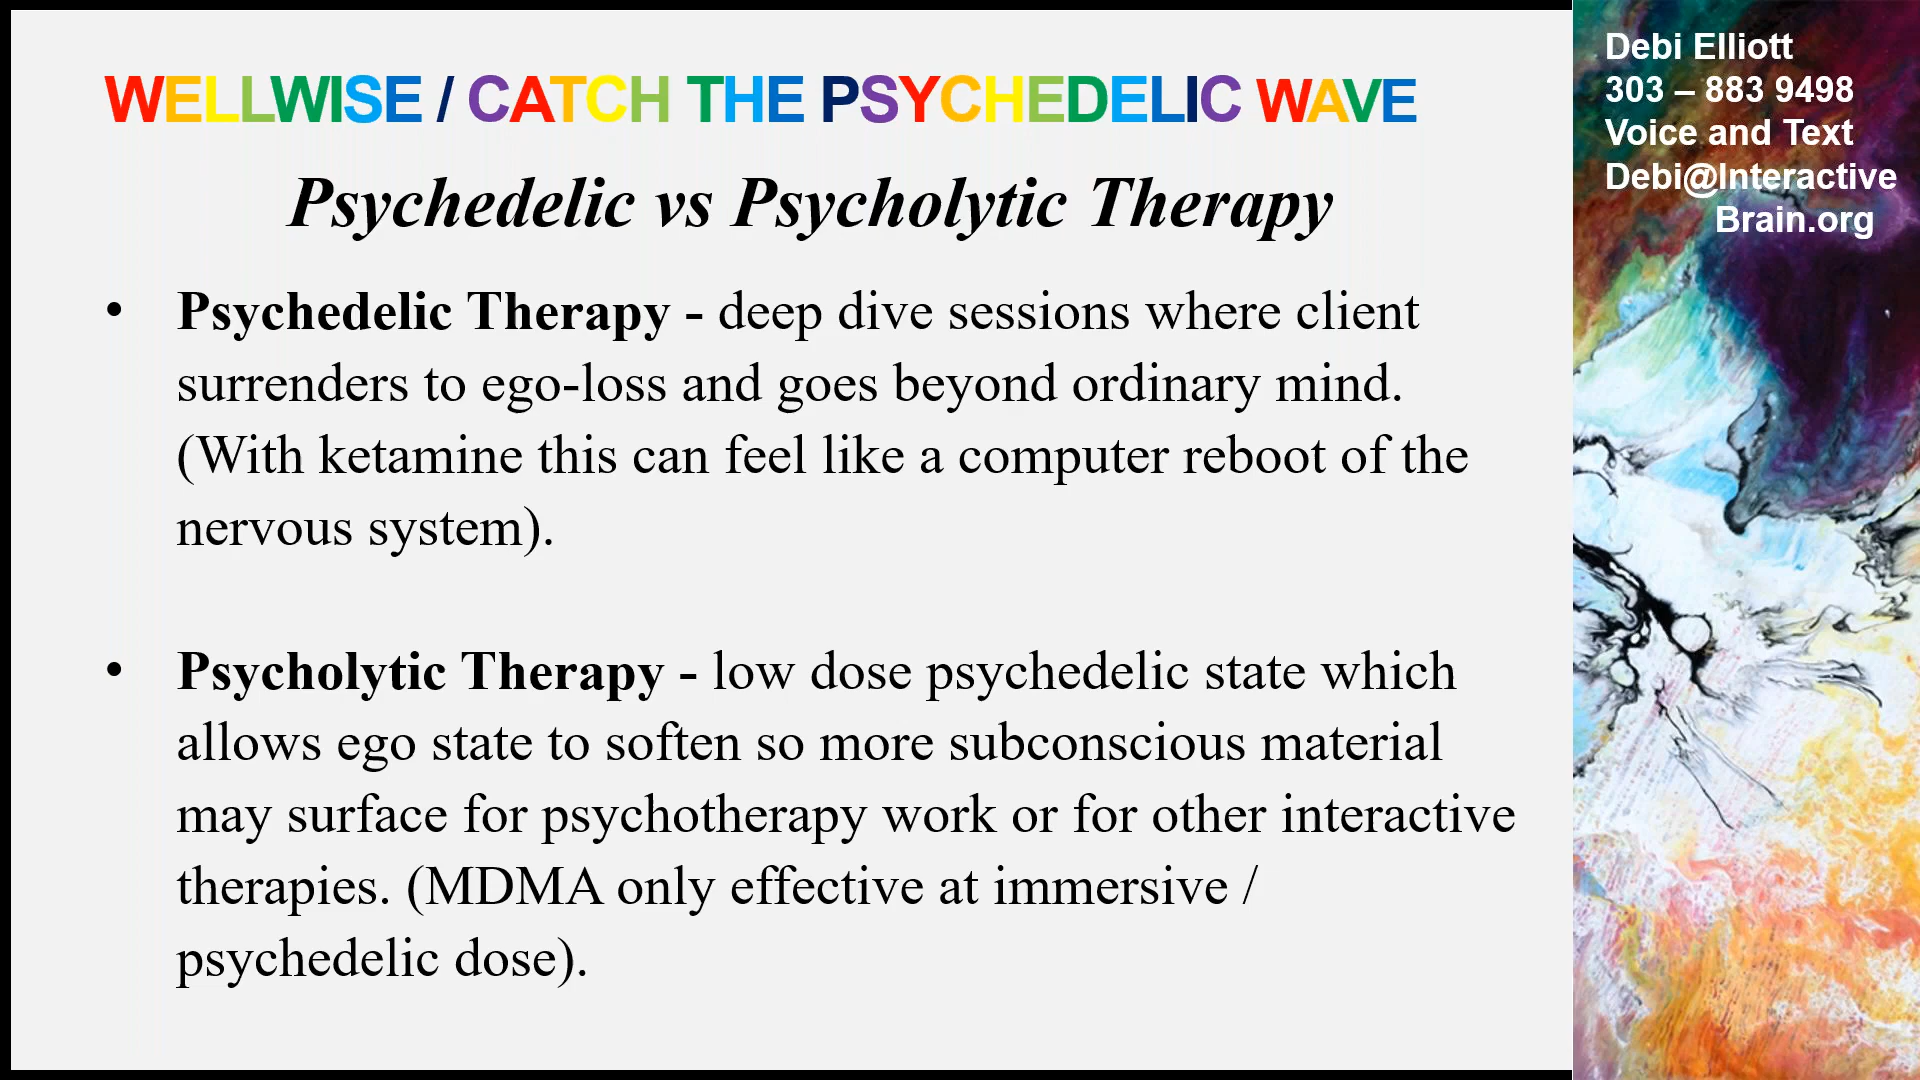 WELLWISE / CATCH THE PSYCHEDELIC WAVE
Psychedelic vs Psycholytic Therapy
• Psychedelic Therapy - deep dive sessions where client
surrenders to ego-loss and goes beyond ordinary mind.
(With ketamine this can feel like a computer reboot of the
nervous system).
• Psycholytic Therapy - low dose psychedelic state which
allows ego state to soften so more subconscious material
may surface for psychotherapy work or for other interactive
therapies. (MDMA only effective at immersive /
psychedelic dose).
Debi Elliott
303 – 883 9498
Voice and Text
Debi@Interactive
Brain.org